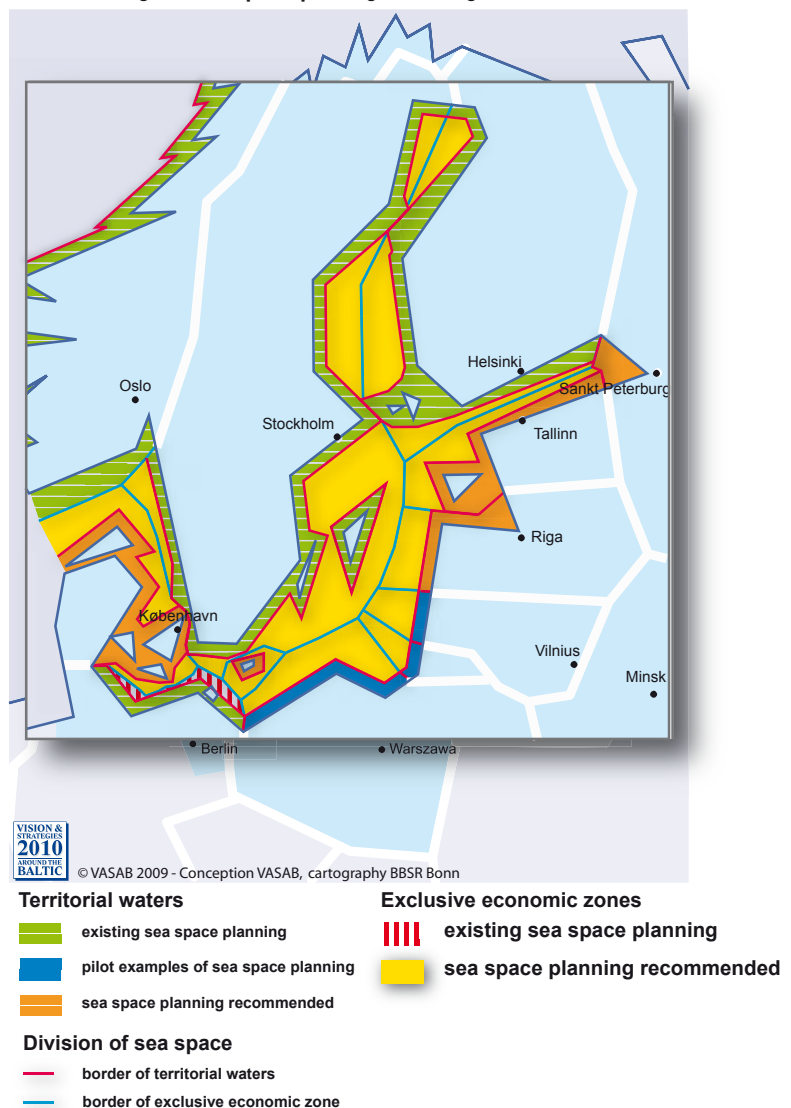 Helsinki
Sankt Peterburg
Oslo
Stockholm
Tallinn
Riga
København
Vilnius
Minsk
Berlin
Warszawa
VISION &
STRATEGIES
2010
AROUND THE
BALTIC
© VASAB 2009 - Conception VASAB, cartography BBSR Bonn
Territorial waters
existing sea space planning
pilot examples of sea space planning
sea space planning recommended
Exclusive economic zones
existing sea space planning
sea space planning recommended
Division of sea space
border of territorial waters
border of exclusive economic zone